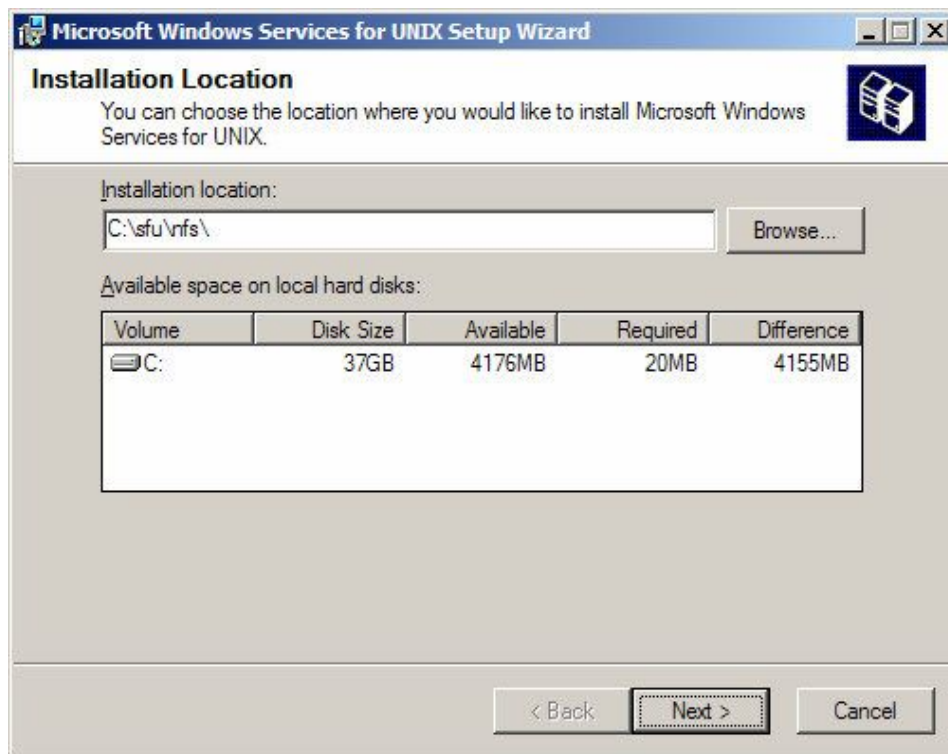 Microsoft Windows Services for UNIX Setup Wizard
Installation Location
You can choose the location where you would like to install Microsoft Windows
Services for UNIX.
Installation location:
C:\sfu\nfs\
Browse...
Available space on local hard disks:
Volume Disk Size Available Required Difference
C: 37GB 4176MB 20MB 4155MB
< Back Next > Cancel